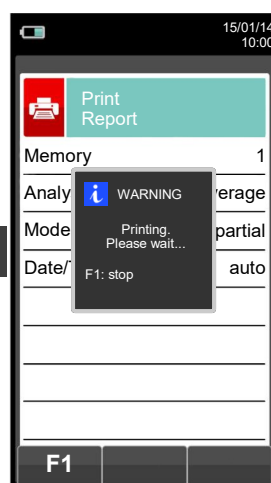 15/01/14
10:00
Print
Report
Memory 1
Analy verage
Mode partial
Date/ auto
WARNING
Printing.
Please wait...
F1: stop
F1